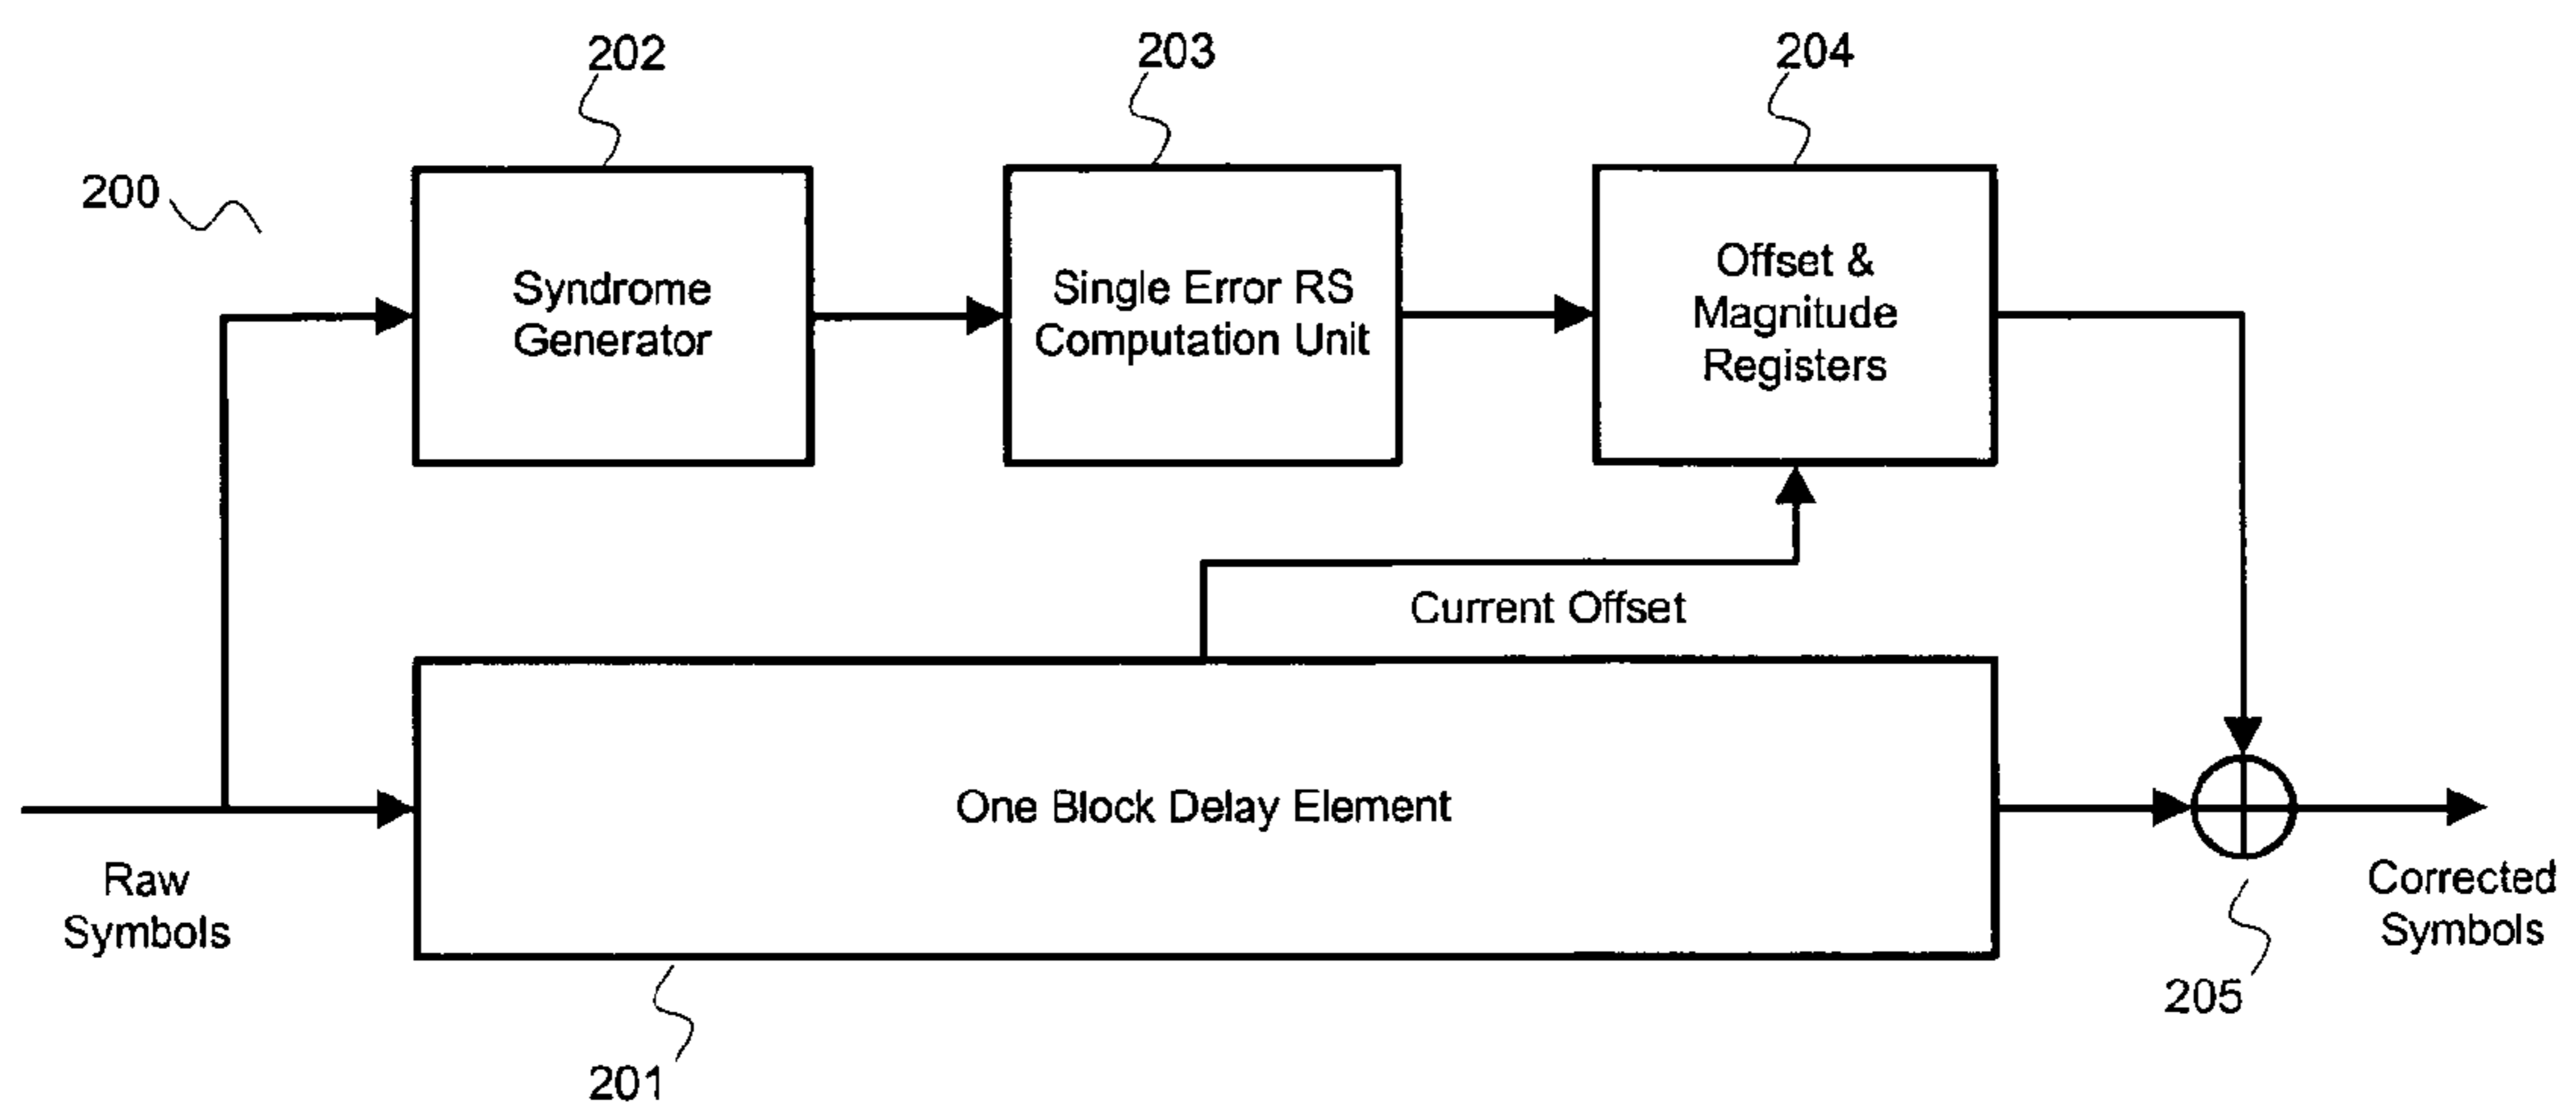 202
203
204
200
Syndrome
Generator
Single Error RS
Computation Unit
Offset &
Magnitude
Registers
Current Offset
One Block Delay Element
Raw
Symbols
Corrected
Symbols
205
201